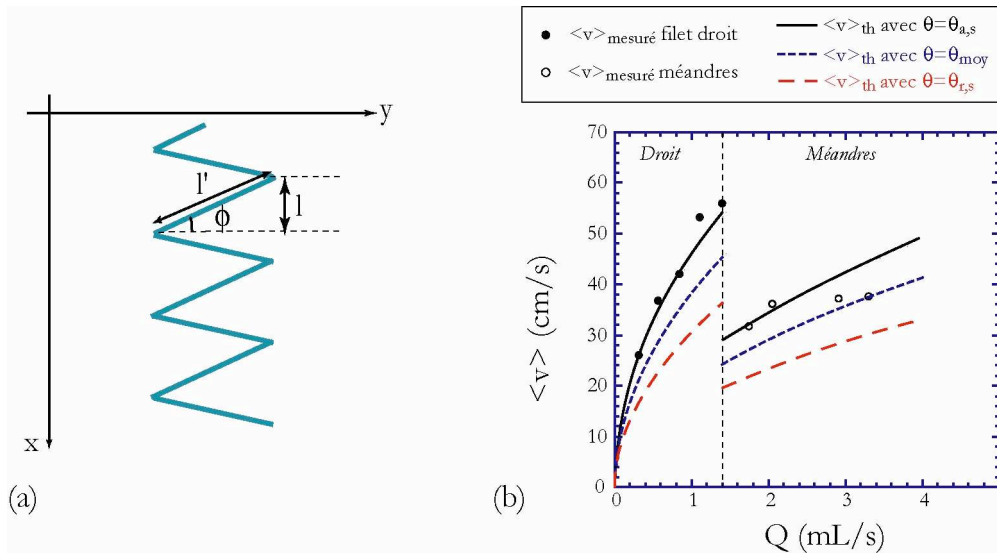 y
l'
l
ϕ
x
(a)
<v>mesuré filet droit
<v>mesuré méandres
<v>th avec θ=θa,s
<v>th avec θ=θmoy
<v>th avec θ=θr,s
70
60
50
40
30
20
10
0
Droit
Méandres
<v> (cm/s)
0
1
2
3
4
Q (mL/s)
(b)